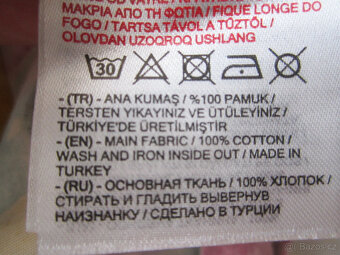 ΜΑΚΡΙΑ ΑΠΟ ΤΗ ΦΩΤΙΑ / FIQUE LONGE DO
FOGO / TARTSA TÁVOL A TŰZTŐL /
OLOVDAN UZOQROQ USHLANG
30
- (TR) - ANA KUMAŞ / %100 PAMUK /
TERSTEN YIKAYINIZ VE ÜTÜLEYİNİZ /
TÜRKİYE'DE ÜRETİLMİŞTİR
- (EN) - MAIN FABRIC / 100% COTTON /
WASH AND IRON INSIDE OUT / MADE IN
TURKEY
- (RU) - ОСНОВНАЯ ТКАНЬ / 100% ХЛОПОК /
СТИРАТЬ И ГЛАДИТЬ ВЫВЕРНУВ
НАИЗНАНКУ / СДЕЛАНО В ТУРЦИИ